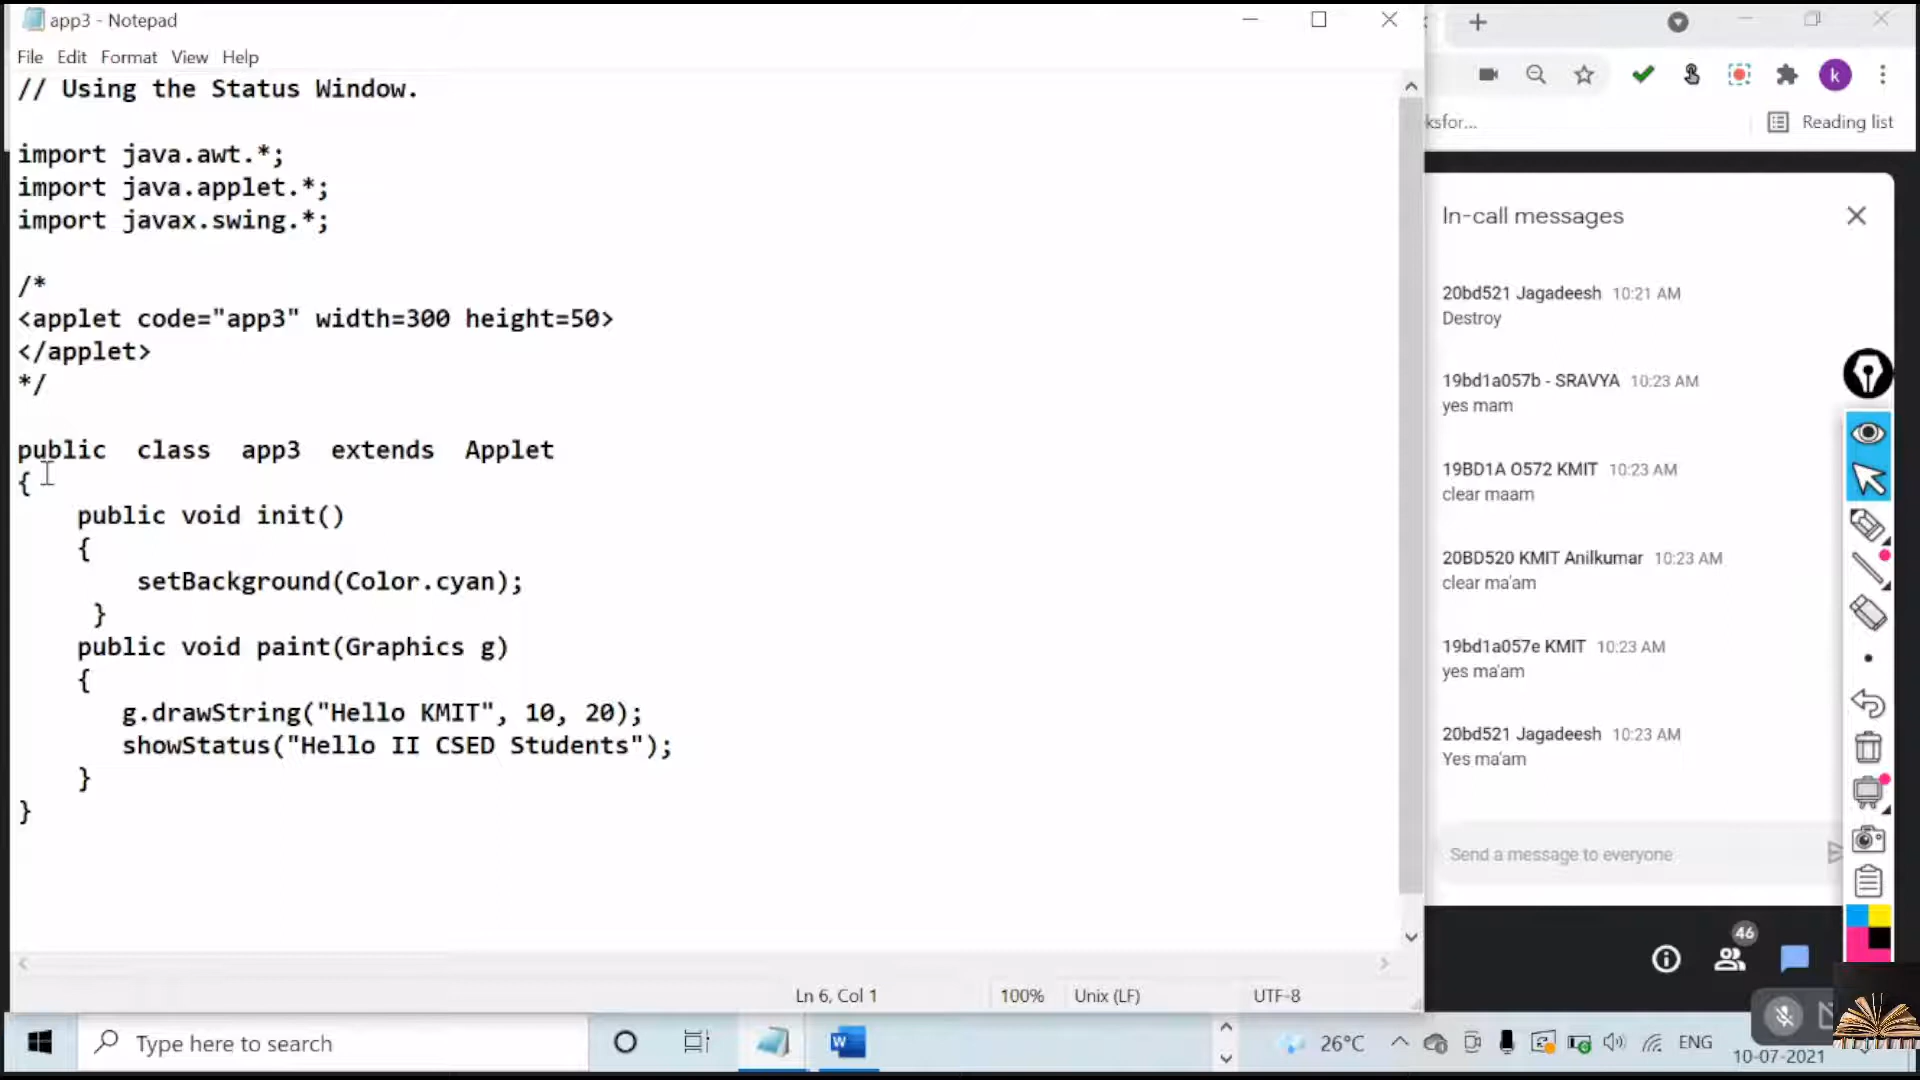 app3 - Notepad
File Edit Format View Help
// Using the Status Window.
import java.awt.*;
import java.applet.*;
import javax.swing.*;
/*
<applet code="app3" width=300 height=50>
</applet>
*/
public class app3 extends Applet
{
public void init()
{
setBackground(Color.cyan);
}
public void paint(Graphics g)
{
g.drawString("Hello KMIT", 10, 20);
showStatus("Hello II CSED Students");
}
}
Ln 6, Col 1 100% Unix (LF) UTF-8
k
ksfor... Reading list
In-call messages
20bd521 Jagadeesh 10:21 AM
Destroy
19bd1a057b - SRAVYA 10:23 AM
yes mam
19BD1A O572 KMIT 10:23 AM
clear maam
20BD520 KMIT Anilkumar 10:23 AM
clear ma'am
19bd1a057e KMIT 10:23 AM
yes ma'am
20bd521 Jagadeesh 10:23 AM
Yes ma'am
Send a message to everyone
46
Type here to search
W
26°C
ENG
10-07-2021